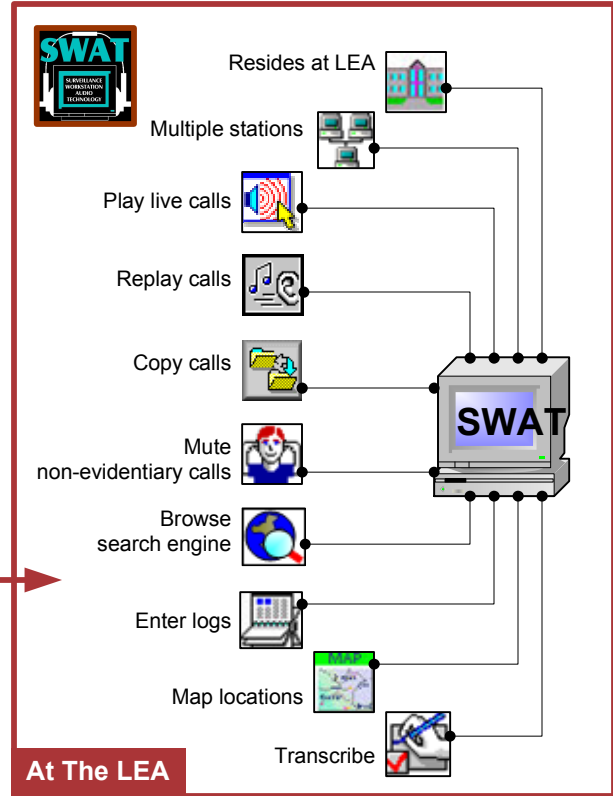 SWAT
SURVEILLANCE
WORKSTATION
AUDIO
TECHNOLOGY
Resides at LEA
Multiple stations
Play live calls
Replay calls
Copy calls
SWAT
Mute
non-evidentiary calls
Browse
search engine
Enter logs
MAP
Map locations
Transcribe
At The LEA